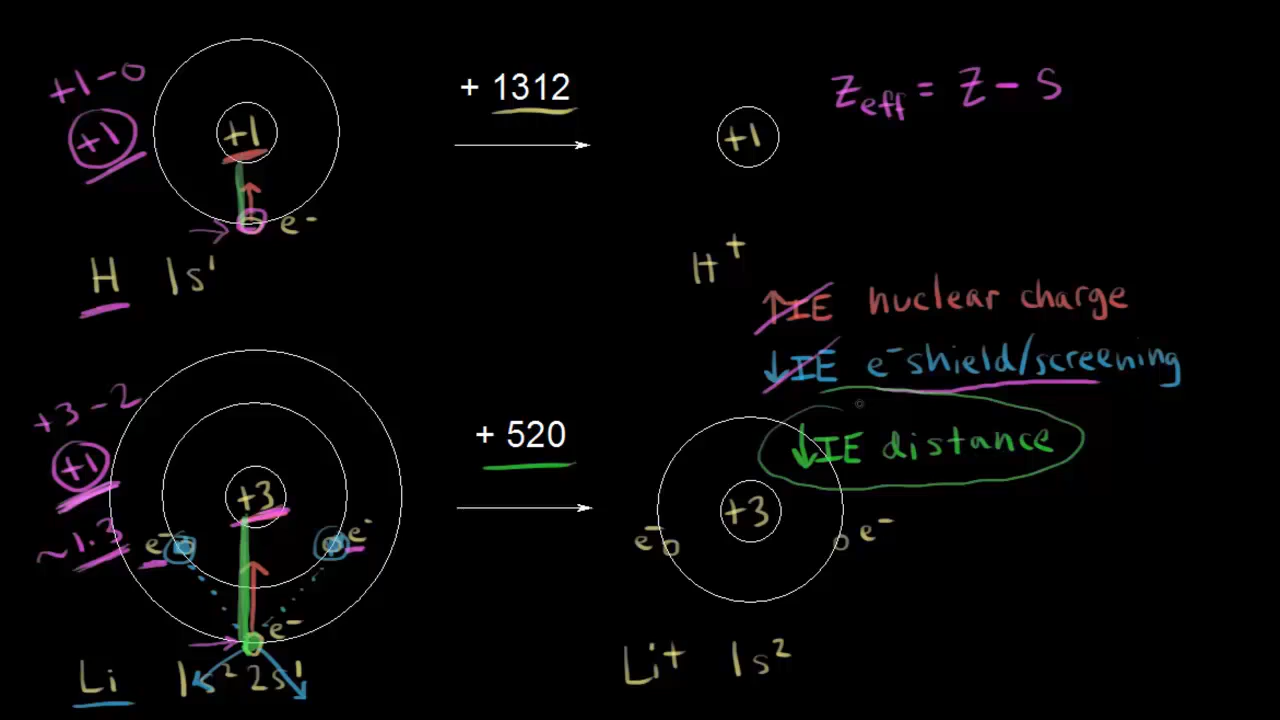 +1-0
+1
+1
e⁻
H 1s¹
+ 1312
+1
H⁺
Z_eff = Z - S
↑IE nuclear charge
↓IE e⁻ shield/screening
↓IE distance
+3-2
+1
~1.3
+3
e⁻
e⁻
e⁻
Li 1s² 2s¹
+ 520
+3
e⁻
e⁻
Li⁺ 1s²